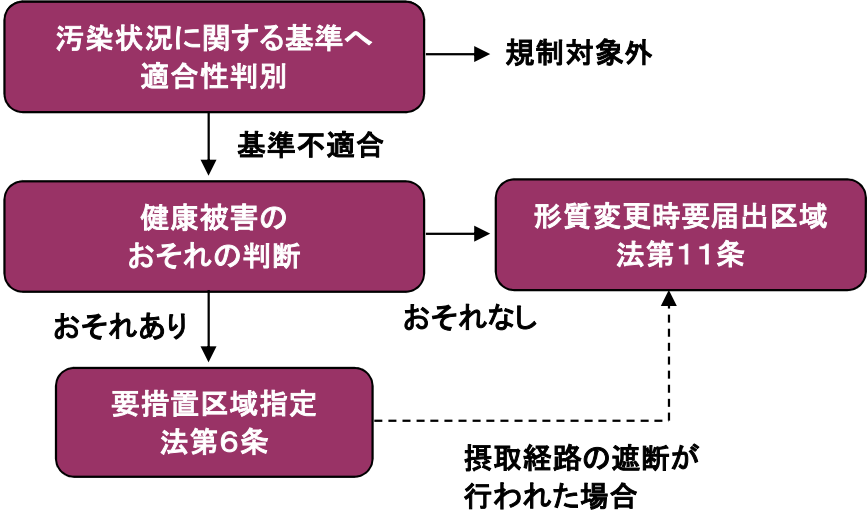 汚染状況に関する基準へ
適合性判別
規制対象外
基準不適合
健康被害の
おそれの判断
形質変更時要届出区域
法第11条
おそれあり
おそれなし
要措置区域指定
法第6条
摂取経路の遮断が
行われた場合